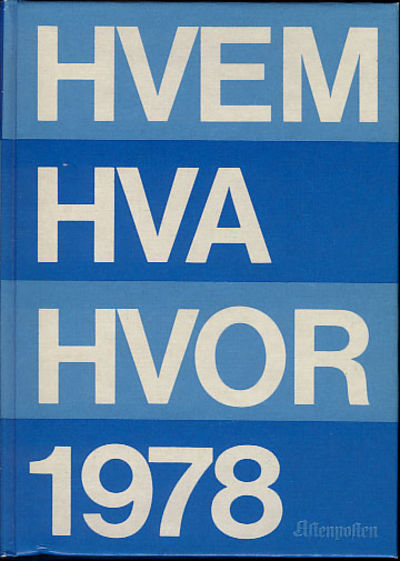 HVEM
HVA
HVOR
1978
Aftenposten